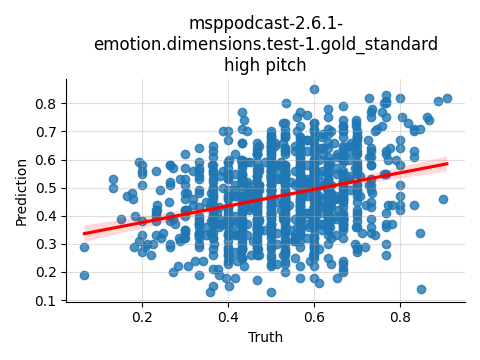 msppodcast-2.6.1-
emotion.dimensions.test-1.gold_standard
high pitch
Prediction
0.8
0.7
0.6
0.5
0.4
0.3
0.2
0.1
0.2
0.4
0.6
0.8
Truth